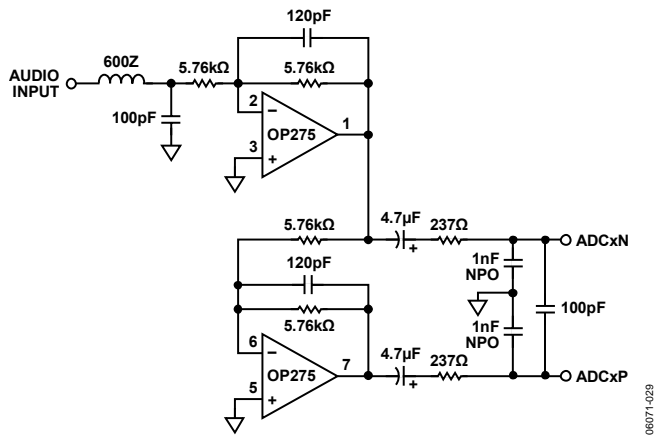 120pF
600Z
5.76kΩ
5.76kΩ
AUDIO
INPUT
100pF
2
–
1
OP275
3
+
5.76kΩ
4.7µF
237Ω
+
ADCxN
120pF
1nF
NPO
5.76kΩ
100pF
1nF
NPO
6
–
7
4.7µF
237Ω
OP275
+
ADCxP
5
+
06071-029